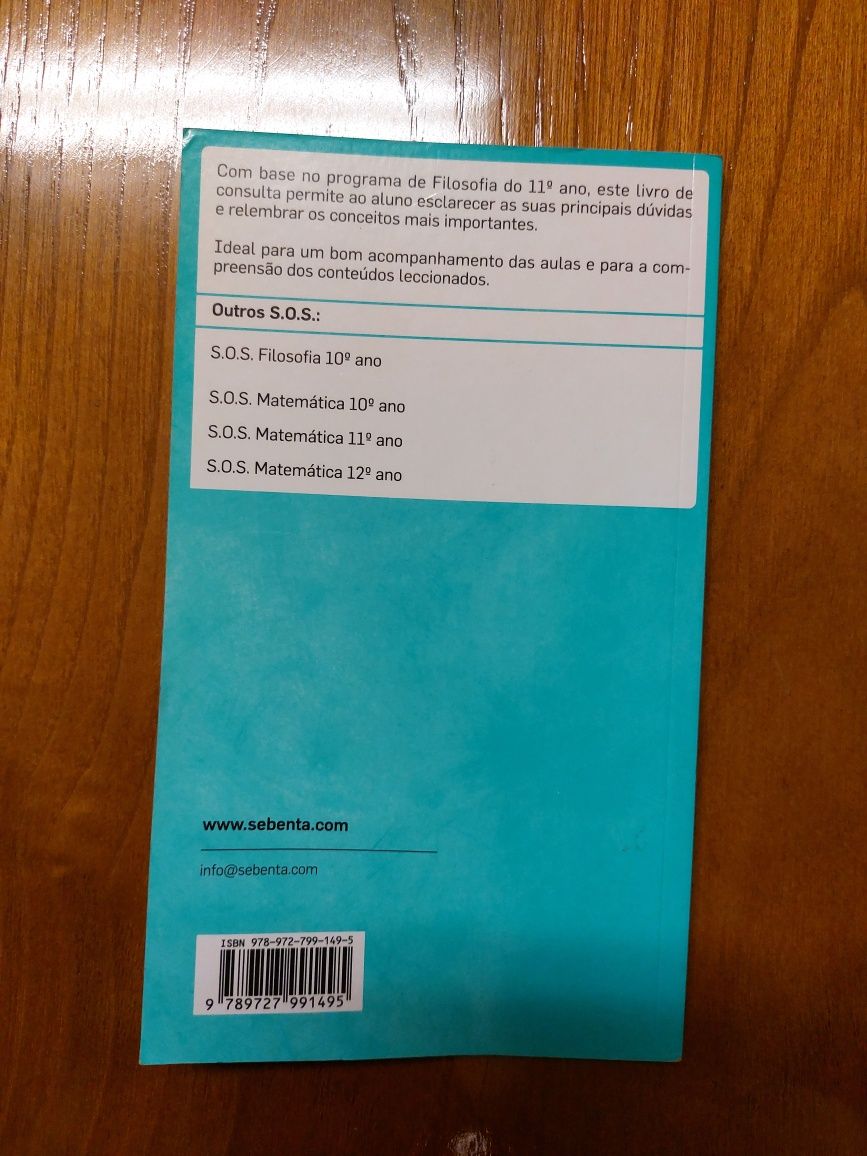 Com base no programa de Filosofia do 11º ano, este livro de
consulta permite ao aluno esclarecer as suas principais dúvidas
e relembrar os conceitos mais importantes.
Ideal para um bom acompanhamento das aulas e para a com-
preensão dos conteúdos leccionados.
Outros S.O.S.:
S.O.S. Filosofia 10º ano
S.O.S. Matemática 10º ano
S.O.S. Matemática 11º ano
S.O.S. Matemática 12º ano
www.sebenta.com
info@sebenta.com
ISBN 978-972-799-149-5
9 789727 991495